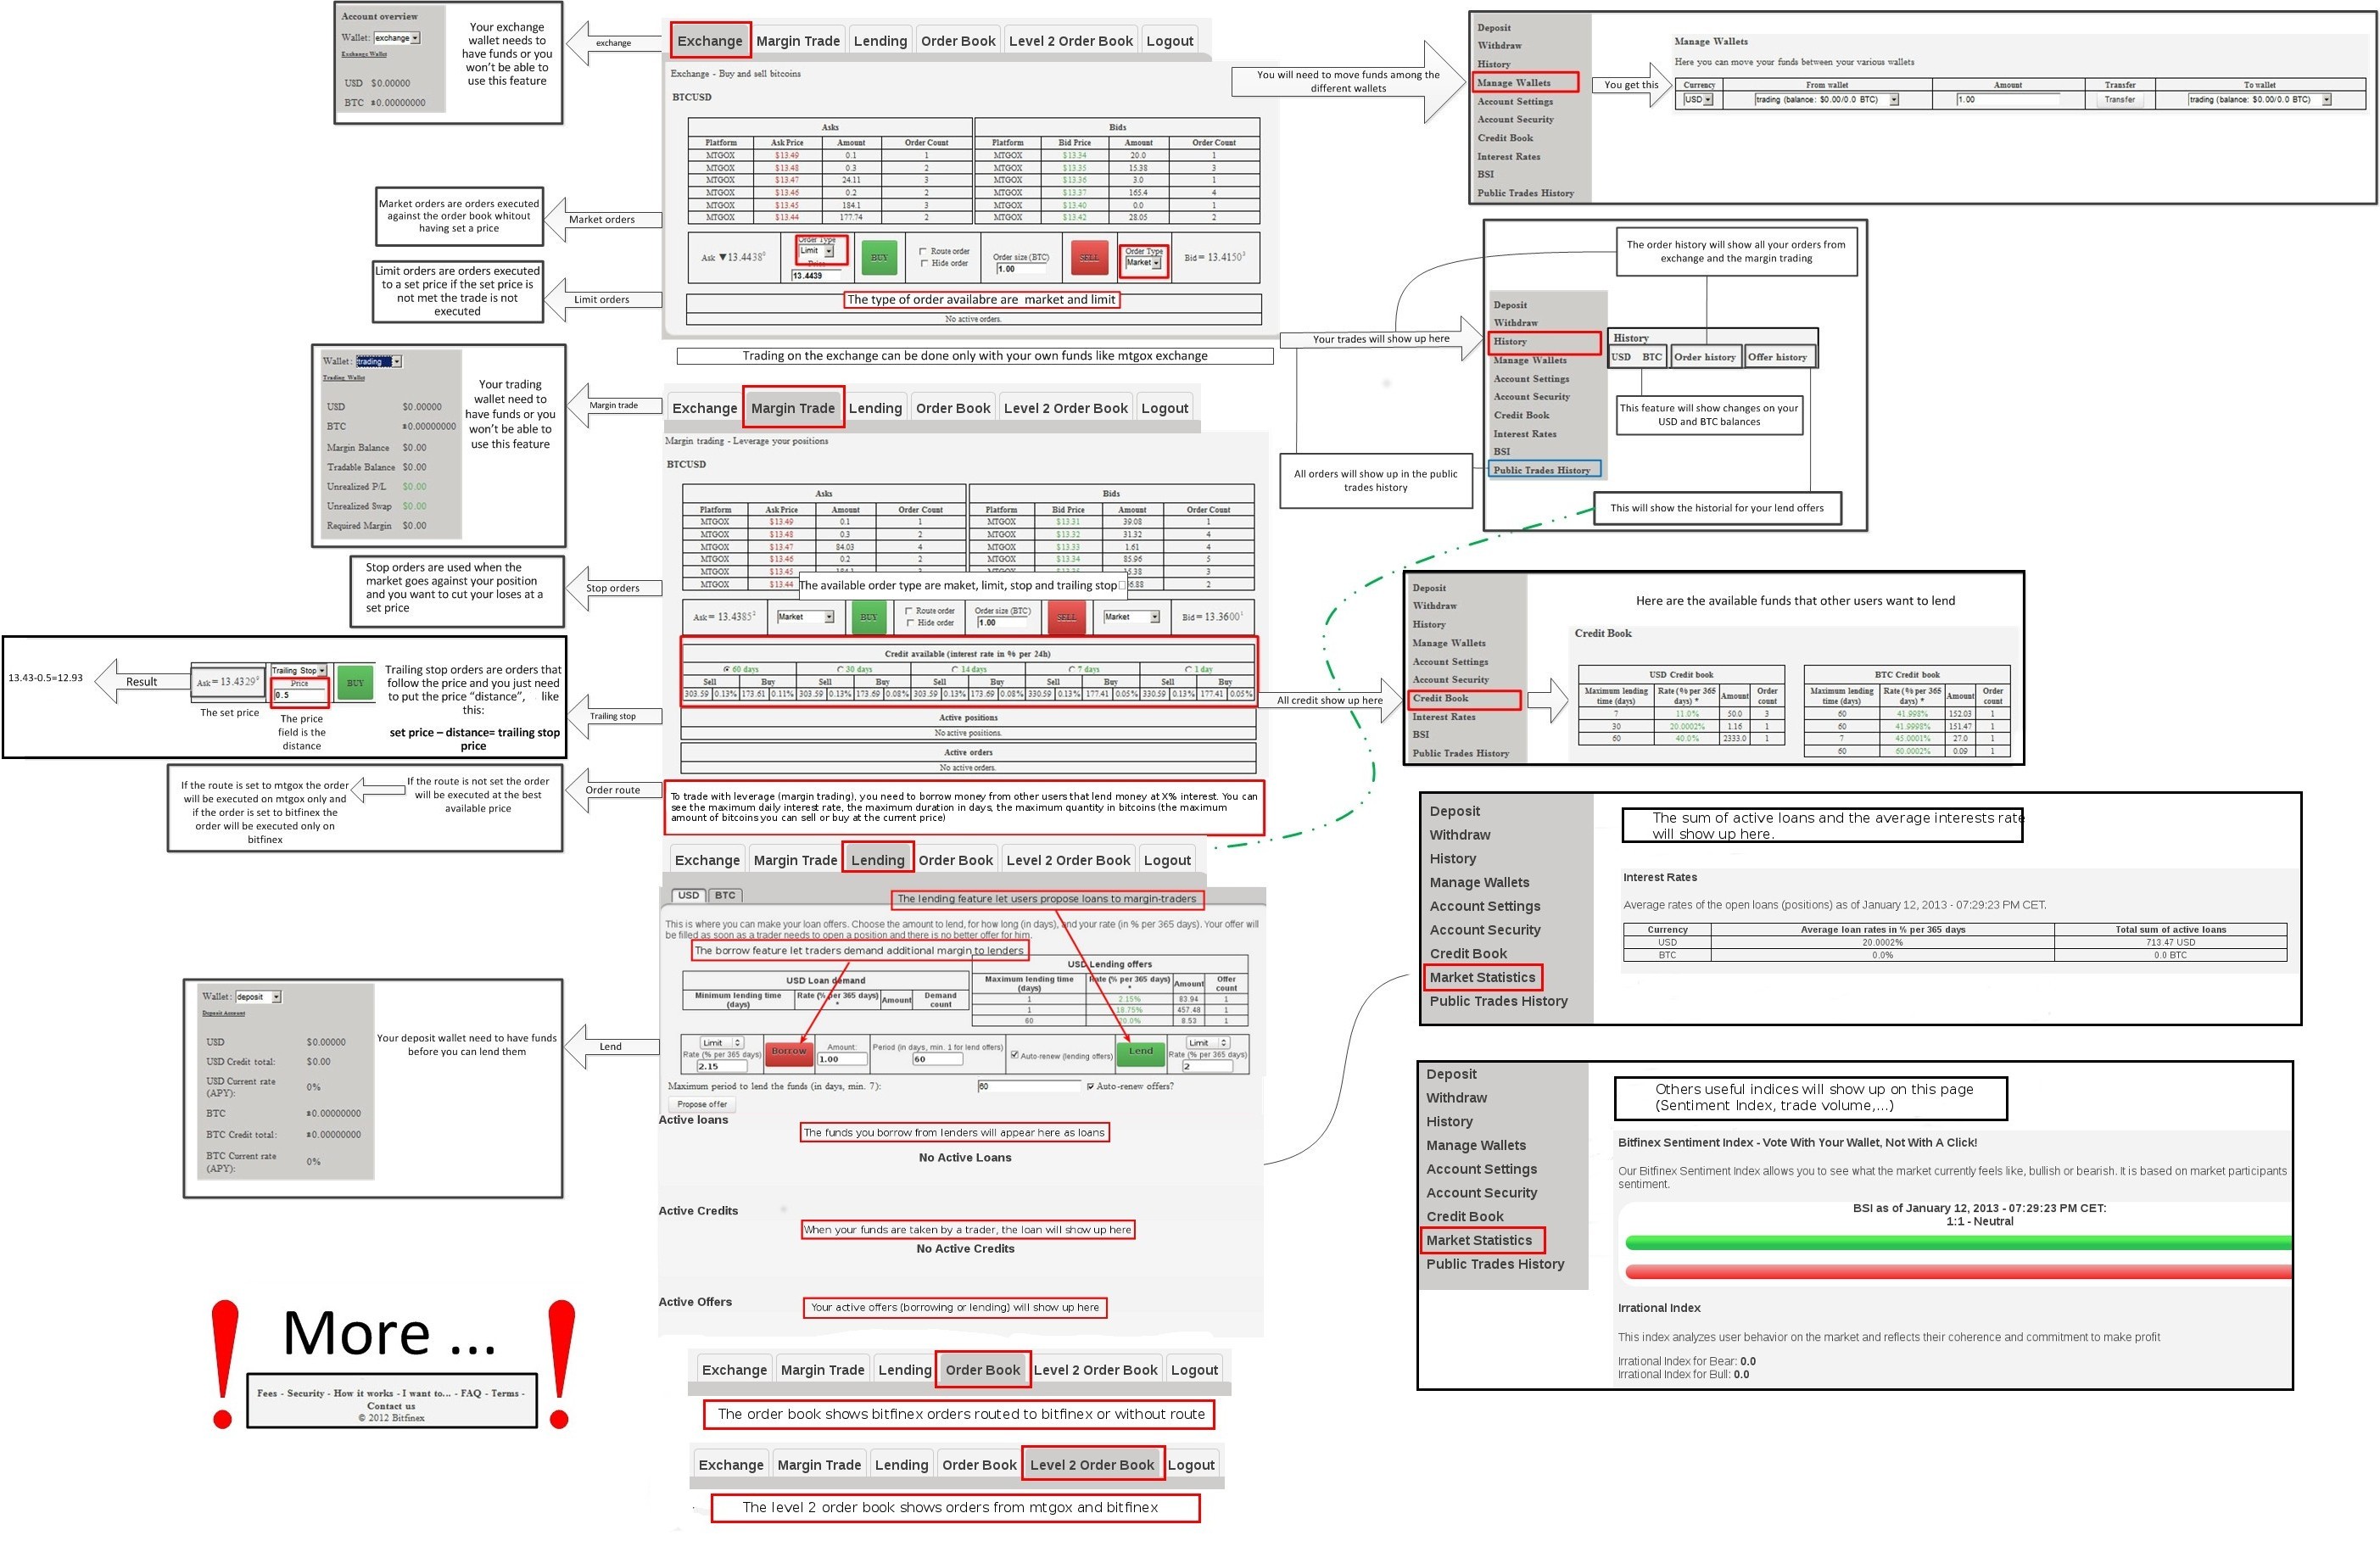 Account overview
Wallet: exchange
Exchange Wallet
USD $0.00000
BTC ฿0.00000000
Your exchange
wallet needs to
have funds or you
won't be able to
use this feature
exchange
Exchange Margin Trade Lending Order Book Level 2 Order Book Logout
Exchange - Buy and sell bitcoins
BTCUSD
Asks Bids
Platform Ask Price Amount Order Count Platform Bid Price Amount Order Count
MTGOX $13.49 0.1 1 MTGOX $13.34 20.0 1
MTGOX $13.48 0.3 2 MTGOX $13.35 15.38 3
MTGOX $13.47 24.11 3 MTGOX $13.36 3.0 1
MTGOX $13.46 0.2 2 MTGOX $13.37 165.4 4
MTGOX $13.45 184.1 3 MTGOX $13.40 0.0 1
MTGOX $13.44 177.74 2 MTGOX $13.42 28.05 2
Ask ▼13.4438 Order Type Limit Price 13.4439 BUY Route order Hide order Order size (BTC) 1.00 SELL Order Type Market Bid = 13.4150
The type of order availabre are market and limit
No active orders.
Trading on the exchange can be done only with your own funds like mtgox exchange
Market orders are orders executed
against the order book whitout
having set a price
Market orders
Limit orders are orders executed
to a set price if the set price is
not met the trade is not
executed
Limit orders
You will need to move funds among the
different wallets
Deposit
Withdraw
History
Manage Wallets
Account Settings
Account Security
Credit Book
Interest Rates
BSI
Public Trades History
You get this
Manage Wallets
Here you can move your funds between your various wallets
Currency From wallet Amount Transfer To wallet
USD trading (balance: $0.00/0.0 BTC) 1.00 Transfer trading (balance: $0.00/0.0 BTC)
The order history will show all your orders from
exchange and the margin trading
Your trades will show up here
Deposit
Withdraw
History
Manage Wallets
Account Settings
Account Security
Credit Book
Interest Rates
BSI
Public Trades History
History
USD BTC Order history Offer history
This feature will show changes on your
USD and BTC balances
All orders will show up in the public
trades history
This will show the historial for your lend offers
Wallet: trading
Trading Wallet
USD $0.00000
BTC ฿0.00000000
Margin Balance $0.00
Tradable Balance $0.00
Unrealized P/L $0.00
Unrealized Swap $0.00
Required Margin $0.00
Your trading
wallet need to
have funds or you
won't be able to
use this feature
Margin trade
Exchange Margin Trade Lending Order Book Level 2 Order Book Logout
Margin trading - Leverage your positions
BTCUSD
Asks Bids
Platform Ask Price Amount Order Count Platform Bid Price Amount Order Count
MTGOX $13.49 0.1 1 MTGOX $13.31 39.08 1
MTGOX $13.48 0.3 2 MTGOX $13.32 31.32 4
MTGOX $13.47 84.03 4 MTGOX $13.33 1.61 4
MTGOX $13.46 0.2 2 MTGOX $13.34 85.96 5
MTGOX $13.45 MTGOX 3
MTGOX $13.44 2
The available order type are maket, limit, stop and trailing stop
Ask = 13.4385 Market BUY Route order Hide order Order size (BTC) 1.00 SELL Market Bid = 13.3600
Credit available (interest rate in % per 24h)
60 days 30 days 14 days 7 days 1 day
Sell Buy Sell Buy Sell Buy Sell Buy Sell Buy
303.59 0.13% 173.61 0.11% 303.59 0.13% 173.69 0.08% 303.59 0.13% 173.69 0.08% 330.59 0.13% 177.41 0.05% 330.59 0.13% 177.41 0.05%
Active positions
No active positions.
Active orders
No active orders.
To trade with leverage (margin trading), you need to borrow money from other users that lend money at X% interest. You can
see the maximum daily interest rate, the maximum duration in days, the maximum quantity in bitcoins (the maximum
amount of bitcoins you can sell or buy at the current price)
Stop orders are used when the
market goes against your position
and you want to cut your loses at a
set price
Stop orders
13.43-0.5=12.93
Result
Ask = 13.4329
Trailing Stop
Price
0.5
BUY
The set price
The price
field is the
distance
Trailing stop orders are orders that
follow the price and you just need
to put the price "distance", like
this:
set price – distance= trailing stop
price
Trailing stop
If the route is set to mtgox the order
will be executed on mtgox only and
if the order is set to bitfinex the
order will be executed only on
bitfinex
If the route is not set the order
will be executed at the best
available price
Order route
All credit show up here
Deposit
Withdraw
History
Manage Wallets
Account Settings
Account Security
Credit Book
Interest Rates
BSI
Public Trades History
Here are the available funds that other users want to lend
Credit Book
USD Credit book
Maximum lending time (days) Rate (% per 365 days) * Amount Order count
7 11.0% 50.0 3
30 20.0002% 1.16 1
60 40.0% 2333.0 1
BTC Credit book
Maximum lending time (days) Rate (% per 365 days) * Amount Order count
60 41.998% 152.03 1
60 41.9998% 151.47 1
7 45.0001% 27.0 1
60 60.0002% 0.09 1
Exchange Margin Trade Lending Order Book Level 2 Order Book Logout
USD BTC
The lending feature let users propose loans to margin-traders
This is where you can make your loan offers. Choose the amount to lend, for how long (in days), and your rate (in % per 365 days). Your offer will
be filled as soon as a trader needs to open a position and there is no better offer for him.
The borrow feature let traders demand additional margin to lenders
USD Loan demand
Minimum lending time (days) Rate (% per 365 days) * Amount Demand count
USD Lending offers
Maximum lending time (days) Rate (% per 365 days) * Amount Offer count
1 2.15% 83.94 1
1 18.75% 457.48 1
60 20.0% 8.53 1
Limit
Rate (% per 365 days)
2.15
Borrow
Amount:
1.00
Period (in days, min. 1 for lend offers)
60
Auto-renew (lending offers)
Lend
Limit
Rate (% per 365 days)
2
Maximum period to lend the funds (in days, min. 7): 60 Auto-renew offers?
Propose offer
Active loans
The funds you borrow from lenders will appear here as loans
No Active Loans
Active Credits
When your funds are taken by a trader, the loan will show up here
No Active Credits
Active Offers
Your active offers (borrowing or lending) will show up here
Wallet: deposit
Deposit Account
USD $0.00000
USD Credit total: $0.00
USD Current rate
(APY): 0%
BTC ฿0.00000000
BTC Credit total: ฿0.00000000
BTC Current rate
(APY): 0%
Your deposit wallet need to have funds
before you can lend them
Lend
Deposit
Withdraw
History
Manage Wallets
Account Settings
Account Security
Credit Book
Market Statistics
Public Trades History
The sum of active loans and the average interests rate
will show up here.
Interest Rates
Average rates of the open loans (positions) as of January 12, 2013 - 07:29:23 PM CET.
Currency Average loan rates in % per 365 days Total sum of active loans
USD 20.0002% 713.47 USD
BTC 0.0% 0.0 BTC
Deposit
Withdraw
History
Manage Wallets
Account Settings
Account Security
Credit Book
Market Statistics
Public Trades History
Others useful indices will show up on this page
(Sentiment Index, trade volume,...)
Bitfinex Sentiment Index - Vote With Your Wallet, Not With A Click!
Our Bitfinex Sentiment Index allows you to see what the market currently feels like, bullish or bearish. It is based on market participants
sentiment.
BSI as of January 12, 2013 - 07:29:23 PM CET:
1:1 - Neutral
Irrational Index
This index analyzes user behavior on the market and reflects their coherence and commitment to make profit
Irrational Index for Bear: 0.0
Irrational Index for Bull: 0.0
! More ... !
Fees - Security - How it works - I want to... - FAQ - Terms -
Contact us
© 2012 Bitfinex
Exchange Margin Trade Lending Order Book Level 2 Order Book Logout
The order book shows bitfinex orders routed to bitfinex or without route
Exchange Margin Trade Lending Order Book Level 2 Order Book Logout
The level 2 order book shows orders from mtgox and bitfinex